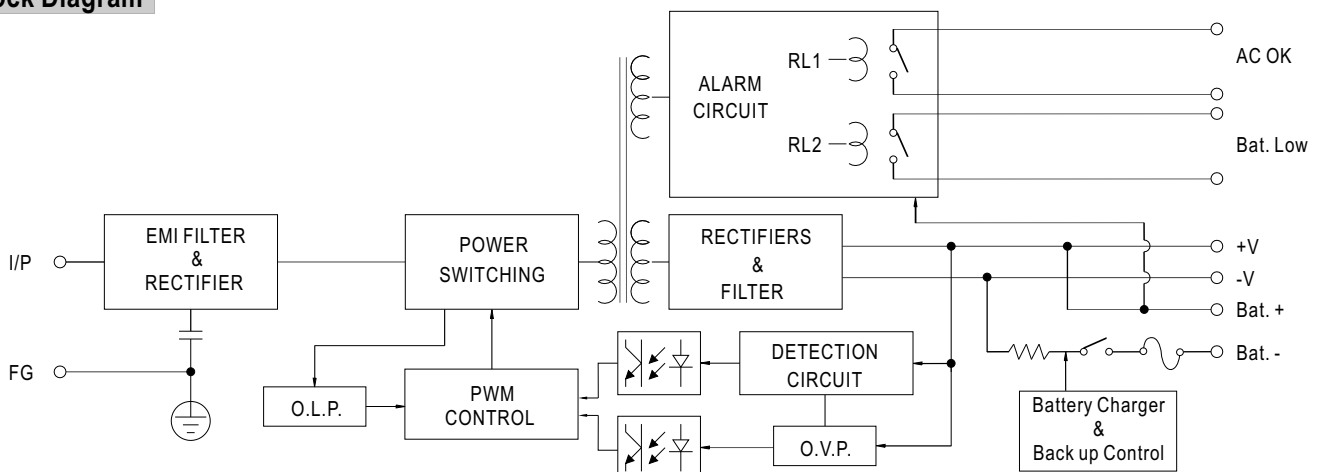 Diagram
RL1
AC OK
ALARM
CIRCUIT
RL2
Bat. Low
I/P
EMI FILTER
&
RECTIFIER
POWER
SWITCHING
RECTIFIERS
&
FILTER
+V
-V
Bat. +
Bat. -
FG
O.L.P.
PWM
CONTROL
DETECTION
CIRCUIT
O.V.P.
Battery Charger
&
Back up Control